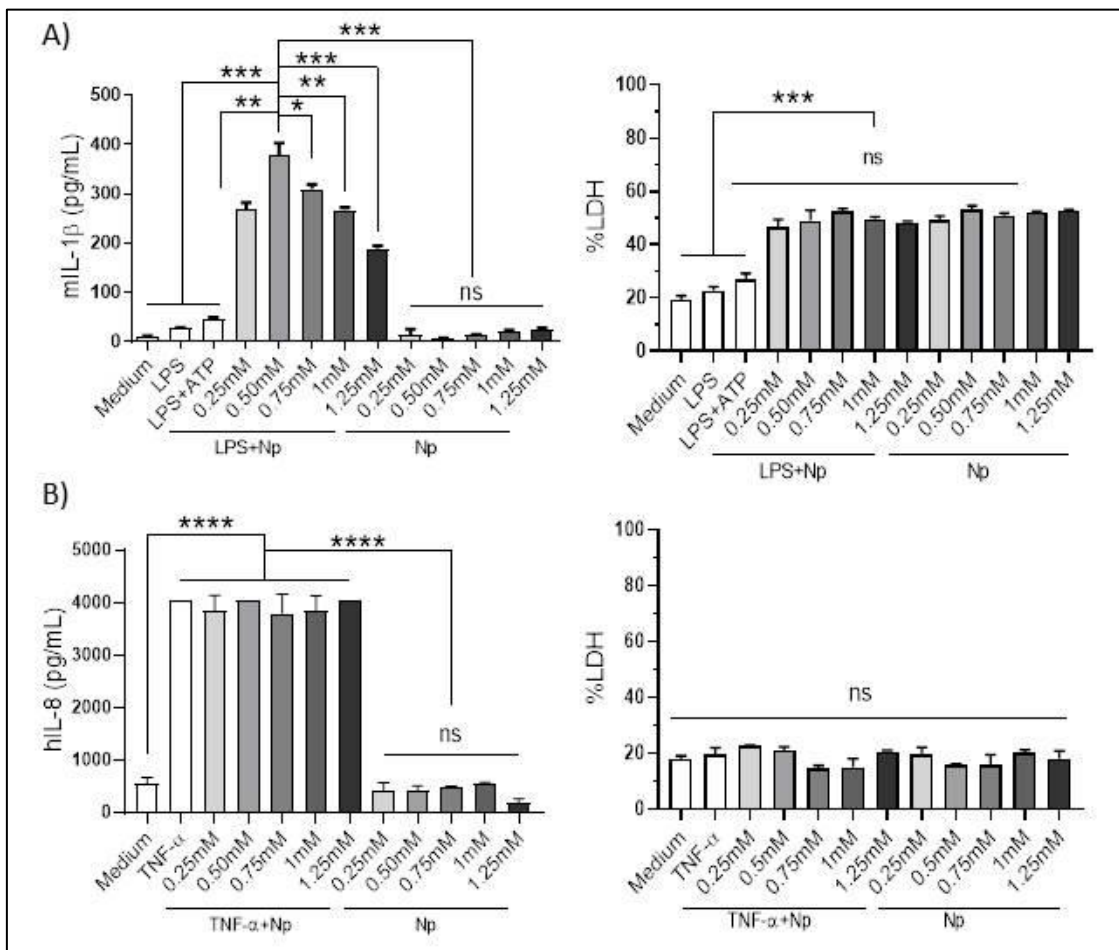 A)
mIL-1β (pg/mL)
500
400
300
200
100
0
***
***
***
**
**
*
ns
Medium
LPS
LPS+ATP
0.25mM
0.50mM
0.75mM
1mM
1.25mM
0.25mM
0.50mM
0.75mM
1mM
1.25mM
LPS+Np
Np
%LDH
100
80
60
40
20
0
***
ns
Medium
LPS
LPS+ATP
0.25mM
0.50mM
0.75mM
1mM
1.25mM
0.25mM
0.50mM
0.75mM
1mM
1.25mM
LPS+Np
Np
B)
hIL-8 (pg/mL)
5000
4000
3000
2000
1000
0
****
****
ns
Medium
TNF-α
0.25mM
0.50mM
0.75mM
1mM
1.25mM
0.25mM
0.50mM
0.75mM
1mM
1.25mM
TNF-α+Np
Np
%LDH
100
80
60
40
20
0
ns
Medium
TNF-α
0.25mM
0.5mM
0.75mM
1mM
1.25mM
0.25mM
0.5mM
0.75mM
1mM
1.25mM
TNF-α+Np
Np